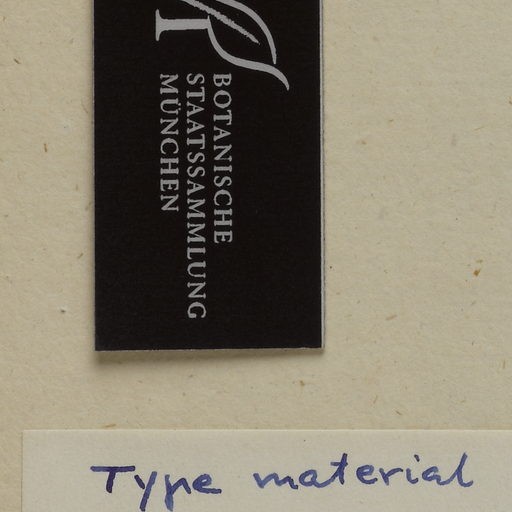 BOTANISCHE
STAATSSAMMLUNG
MÜNCHEN
Type material